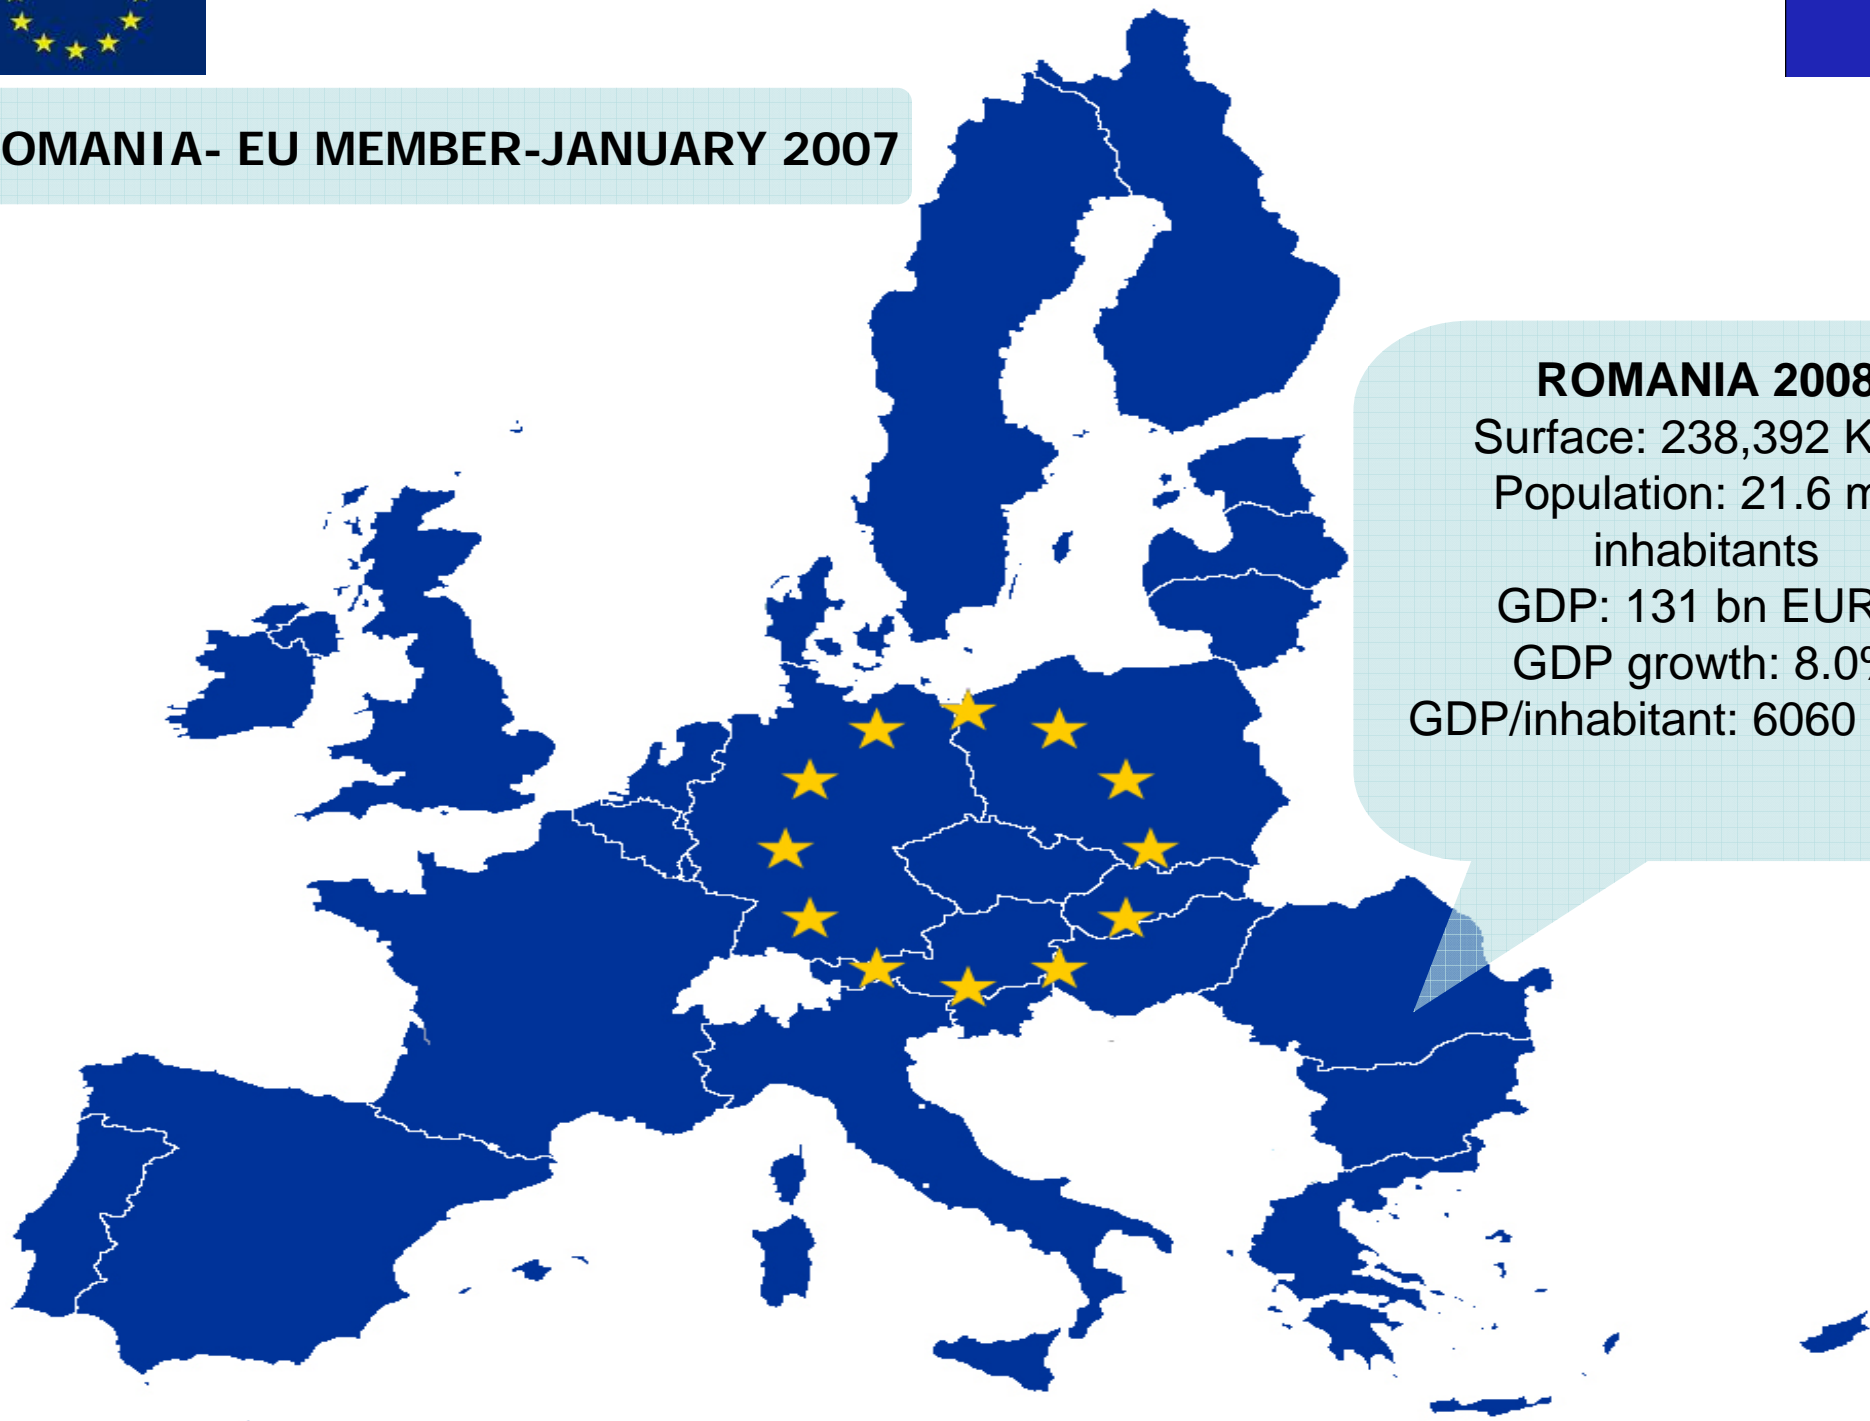 OMANIA- EU MEMBER-JANUARY 2007
ROMANIA 2008
Surface: 238,392 K
Population: 21.6 m
inhabitants
GDP: 131 bn EUR
GDP growth: 8.0%
GDP/inhabitant: 6060